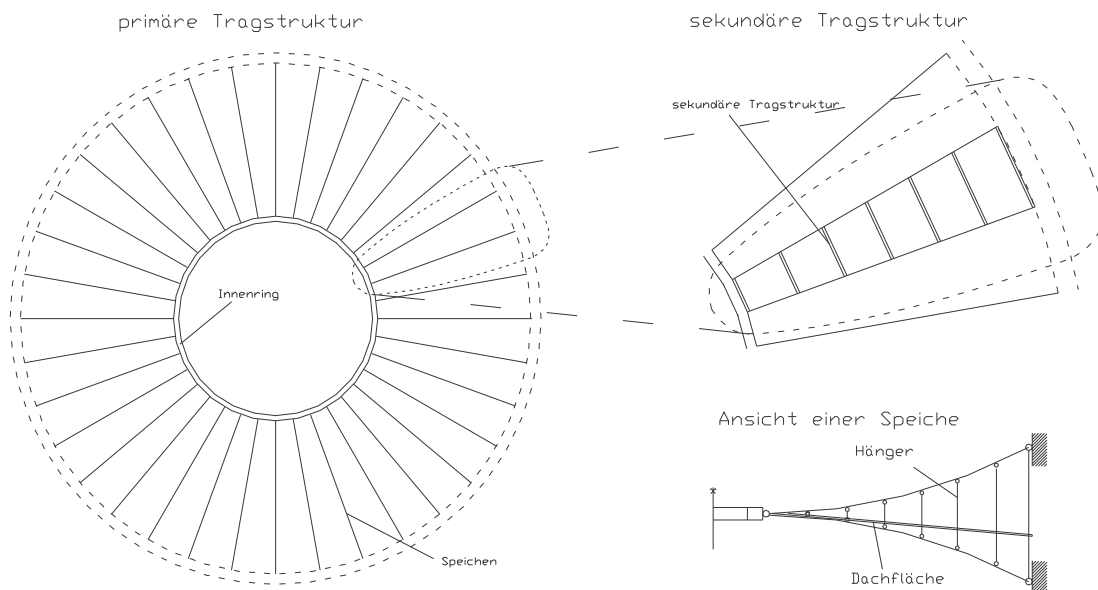 primäre Tragstruktur
sekundäre Tragstruktur
sekundäre Tragstruktur
Innenring
Ansicht einer Speiche
Hänger
Speichen
Dachfläche